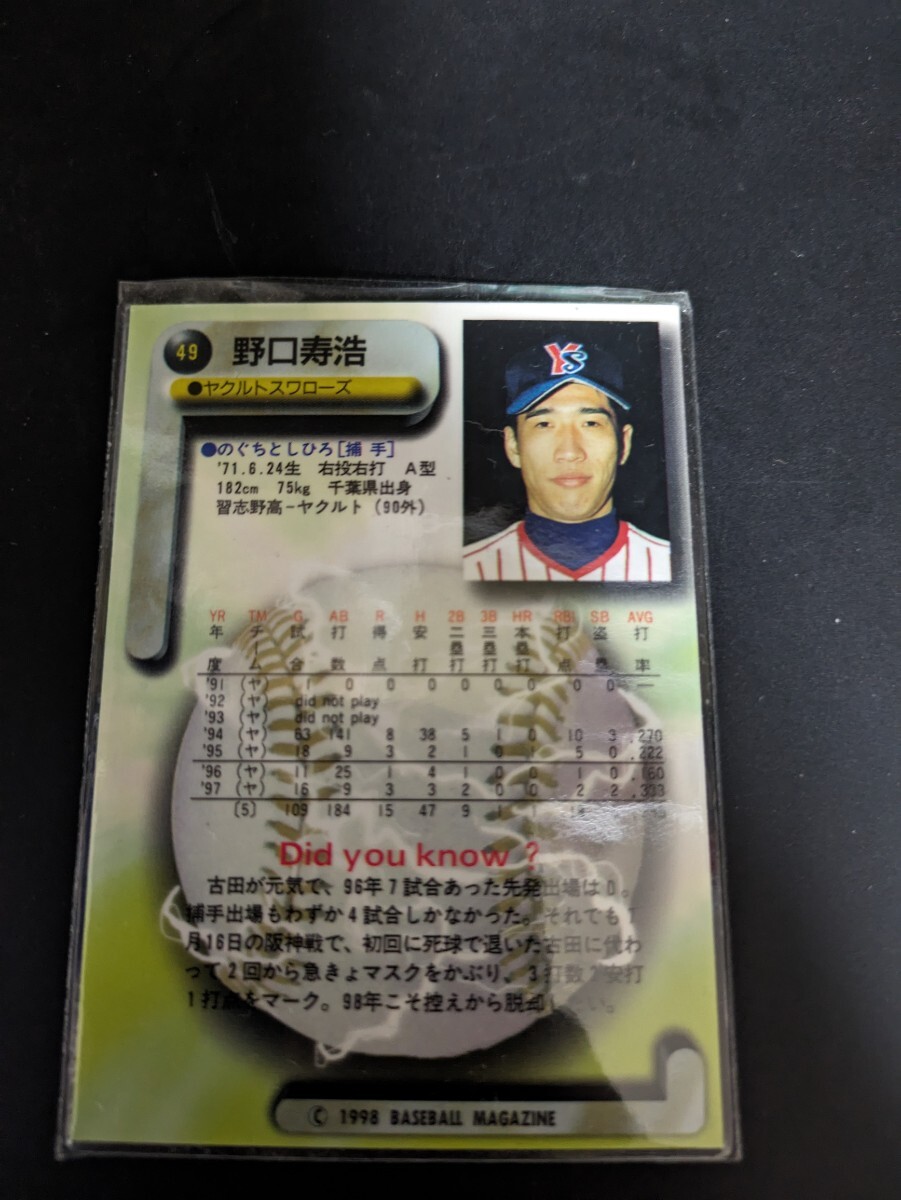 49 野口寿浩
●ヤクルトスワローズ
YS
●のぐちとしひろ[捕 手]
'71.6.24生 右投右打 A型
182cm 75kg 千葉県出身
習志野高-ヤクルト (90外)
YR TM G AB R H 2B 3B HR RBI SB AVG
年度 チーム 試合 打数 得点 安打 二塁打 三塁打 本塁打 打点 盗塁 打率
'91 (ヤ) 1 0 0 0 0 0 0 0 0 —
'92 (ヤ) did not play
'93 (ヤ) did not play
'94 (ヤ) 63 141 8 38 5 1 0 10 3 .270
'95 (ヤ) 18 9 3 2 1 0 1 5 0 .222
'96 (ヤ) 11 25 1 4 1 0 0 1 0 .160
'97 (ヤ) 16 9 3 3 2 0 0 2 2 .333
(5) 109 184 15 47 9 1 1
Did you know ?
古田が元気で、96年7試合あった先発出場は0。
捕手出場もわずか4試合しかなかった。それでも
月16日の阪神戦で、初回に死球で退いた古田に代わ
って2回から急きょマスクをかぶり、3打数 安打
1打点をマーク。98年こそ控えから脱却したい。
© 1998 BASEBALL MAGAZINE